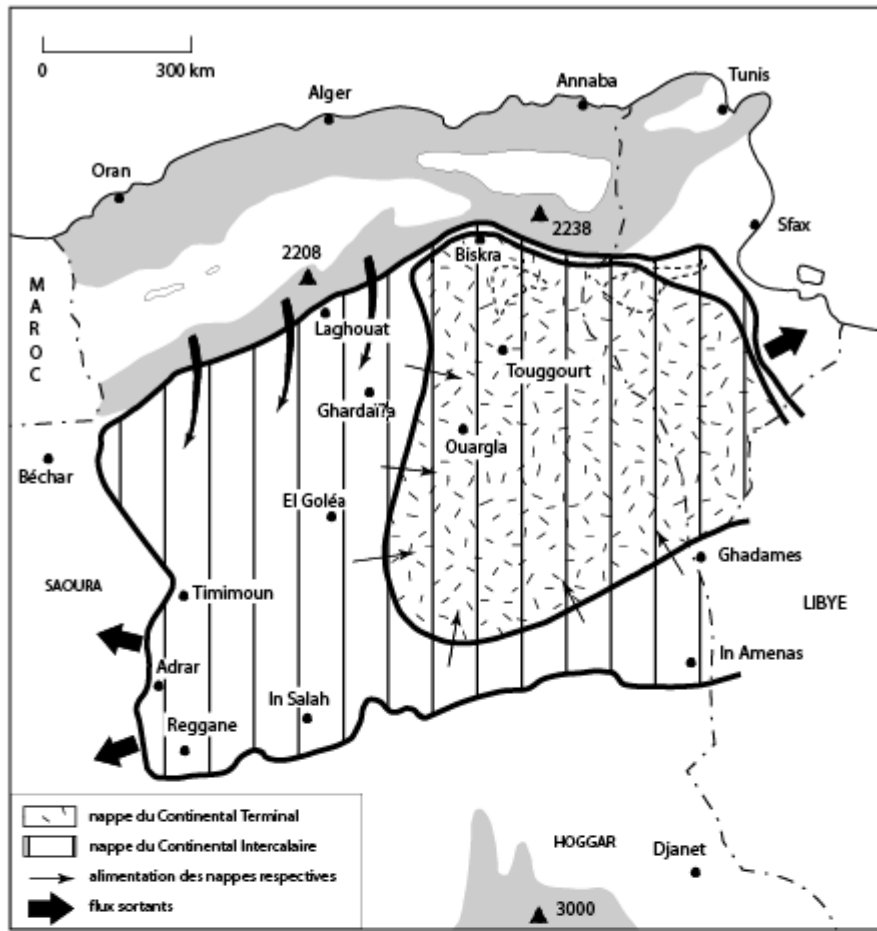 0 300 km
Tunis
Annaba
Alger
Oran
Sfax
2238
2208
Biskra
MAROC
Laghouat
Touggourt
Ghardaï?a
Ouargla
Béchar
El Goléa
Ghadames
SAOURA
Timimoun
LIBYE
In Amenas
Adrar
In Salah
Reggane
nappe du Continental Terminal
nappe du Continental Intercalaire
alimentation des nappes respectives
flux sortants
HOGGAR
Djanet
3000